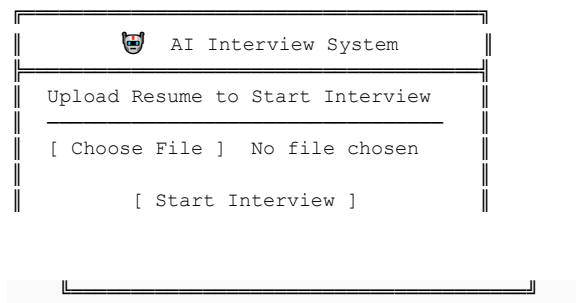 AI Interview System
Upload Resume to Start Interview
[ Choose File ] No file chosen
[ Start Interview ]